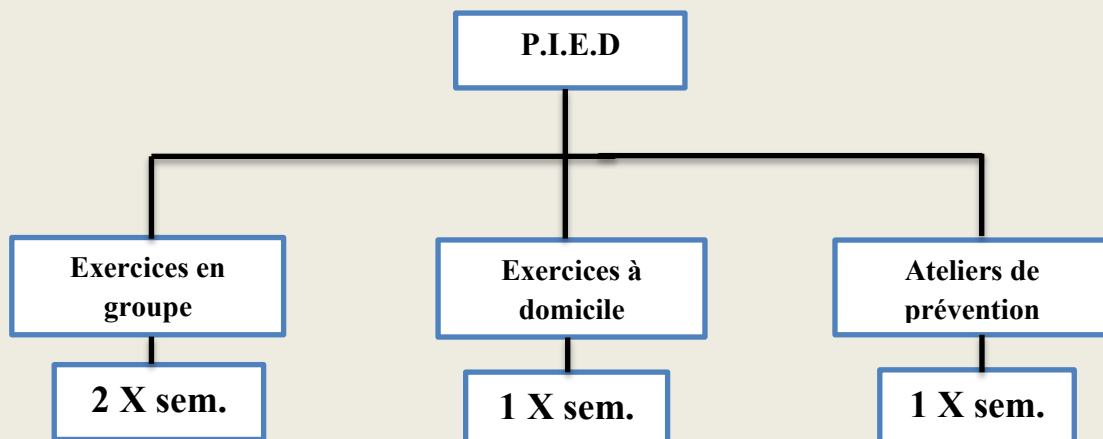 P.I.E.D
Exercices en
groupe
Exercices à
domicile
Ateliers de
prévention
2 X sem.
1 X sem.
1 X sem.